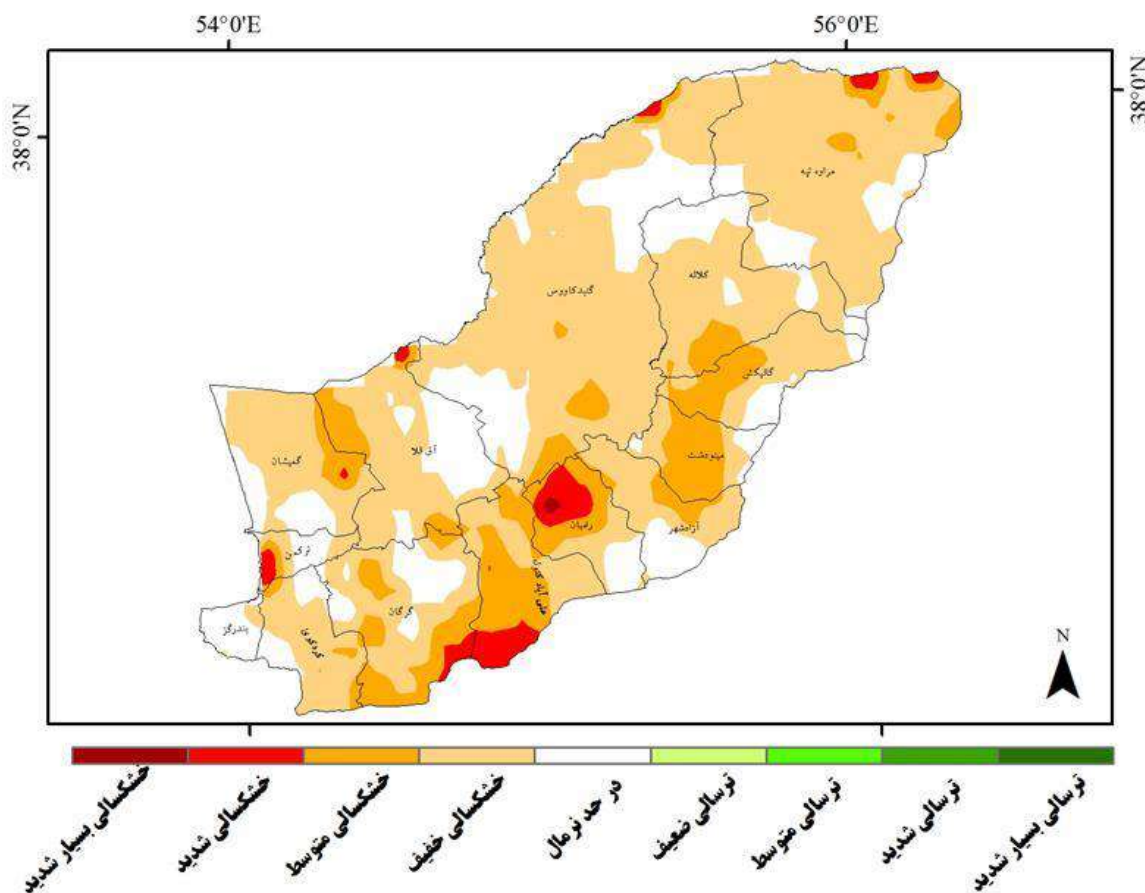 54°0'E
56°0'E
38°0'N
38°0'N
مراوه تپه
کلاله
گنبدکاووس
گالیکش
مینودشت
آق قلا
گمیشان
رامیان
آزادشهر
ترکمن
علی آباد کتول
گرگان
بندرگز
کردکوی
N
خشکسالی بسیار شدید
خشکسالی شدید
خشکسالی متوسط
خشکسالی خفیف
در حد نرمال
ترسالی ضعیف
ترسالی متوسط
ترسالی شدید
ترسالی بسیار شدید